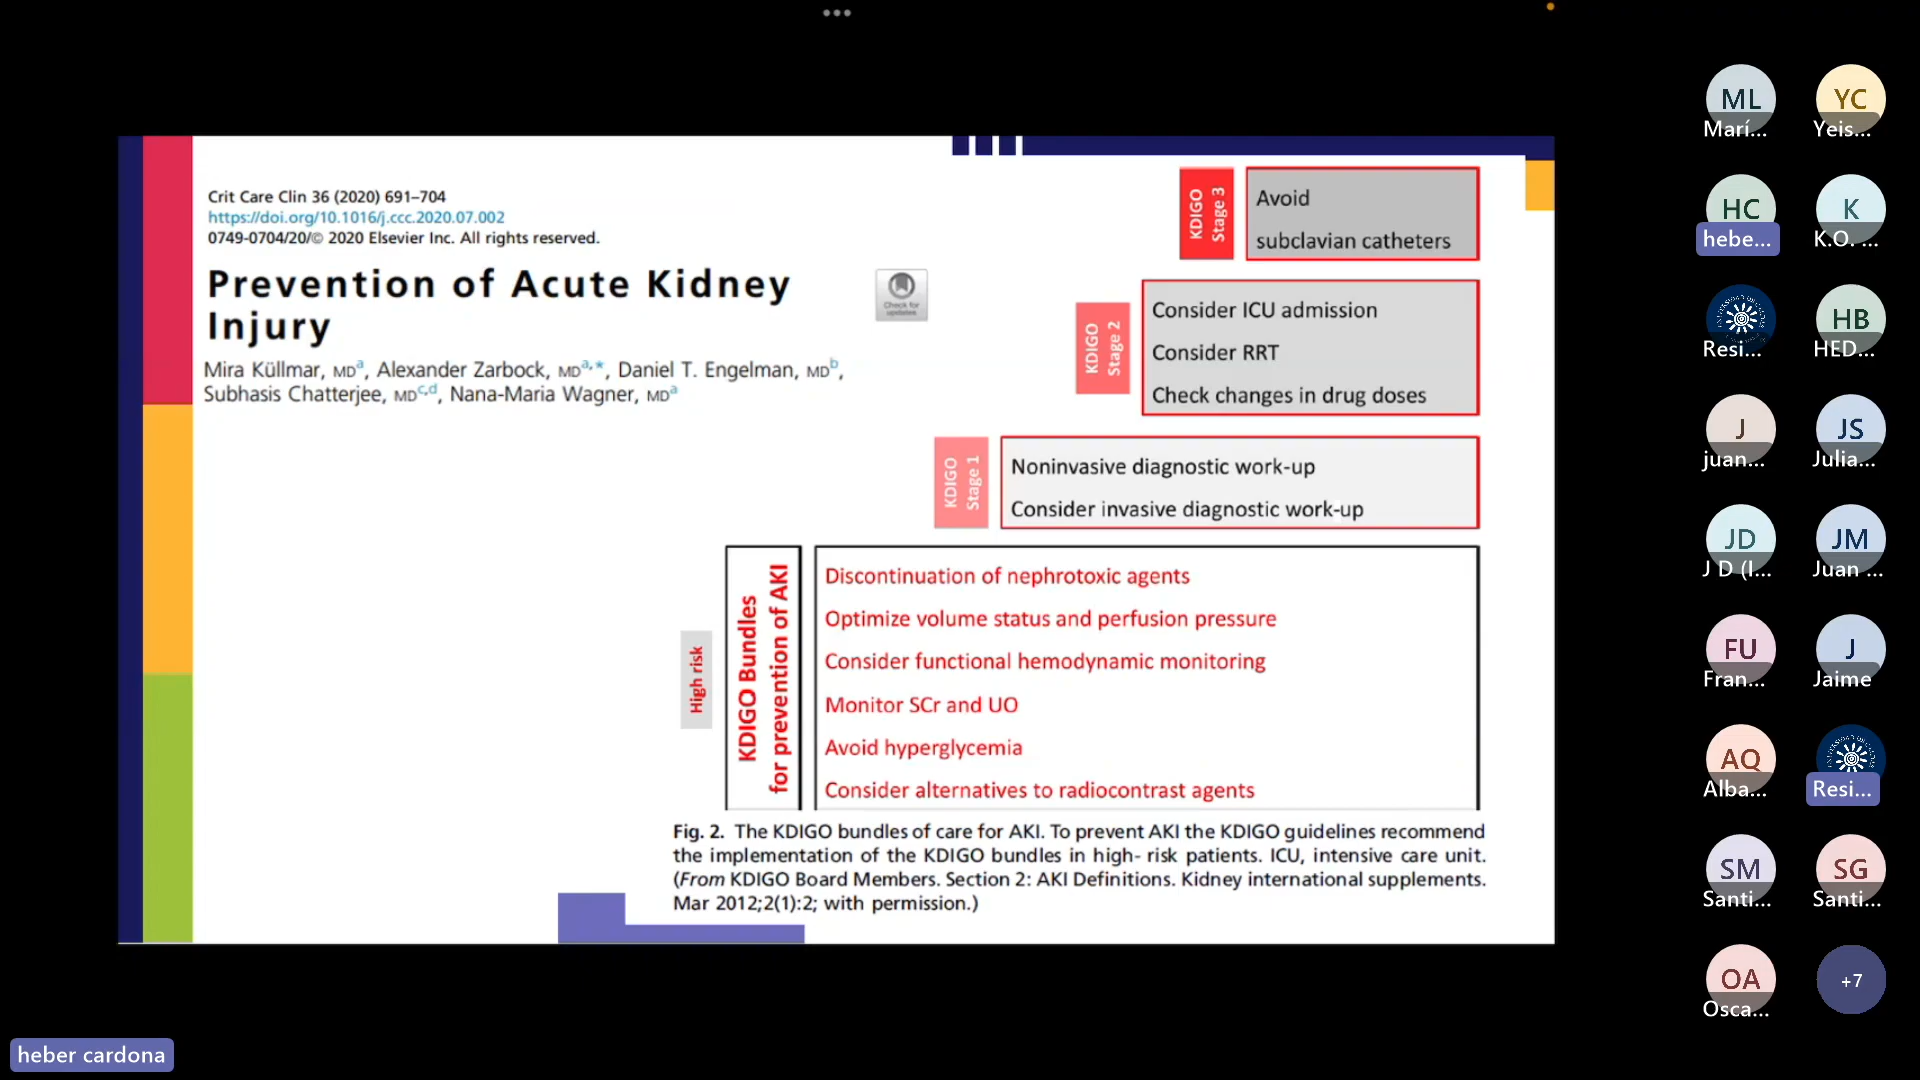 Crit Care Clin 36 (2020) 691–704
https://doi.org/10.1016/j.ccc.2020.07.002
0749-0704/20/© 2020 Elsevier Inc. All rights reserved.
Prevention of Acute Kidney
Injury
Check for
updates
Mira Küllmar, MDa, Alexander Zarbock, MDa,*, Daniel T. Engelman, MDb,
Subhasis Chatterjee, MDc,d, Nana-Maria Wagner, MDa
KDIGO
Stage 3
Avoid
subclavian catheters
KDIGO
Stage 2
Consider ICU admission
Consider RRT
Check changes in drug doses
KDIGO
Stage 1
Noninvasive diagnostic work-up
Consider invasive diagnostic work-up
High risk
KDIGO Bundles
for prevention of AKI
Discontinuation of nephrotoxic agents
Optimize volume status and perfusion pressure
Consider functional hemodynamic monitoring
Monitor SCr and UO
Avoid hyperglycemia
Consider alternatives to radiocontrast agents
Fig. 2. The KDIGO bundles of care for AKI. To prevent AKI the KDIGO guidelines recommend
the implementation of the KDIGO bundles in high- risk patients. ICU, intensive care unit.
(From KDIGO Board Members. Section 2: AKI Definitions. Kidney international supplements.
Mar 2012;2(1):2; with permission.)
heber cardona
ML
Marí...
YC
Yeis...
HC
hebe...
K
K.O. ...
Resi...
HB
HED...
J
juan...
JS
Julia...
JD
J D (I...
JM
Juan ...
FU
Fran...
J
Jaime
AQ
Alba...
Resi...
SM
Santi...
SG
Santi...
OA
Osca...
+7